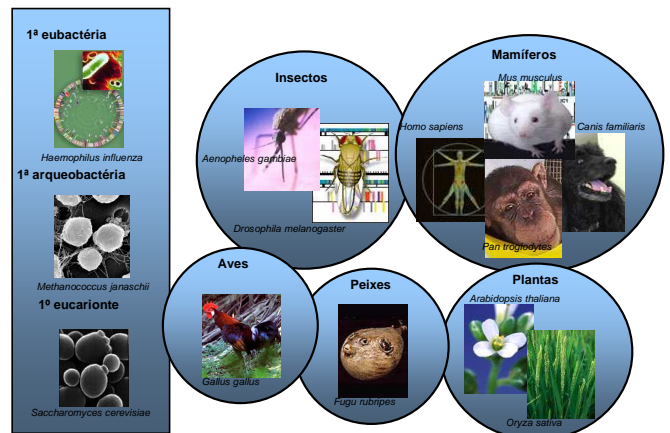 1ª eubactéria
Haemophilus influenza
1ª arqueobactéria
Methanococcus janaschii
1º eucarionte
Saccharomyces cerevisiae
Insectos
Aenopheles gambiae
Drosophila melanogaster
Mamíferos
Mus musculus
Homo sapiens
Canis familiaris
Pan troglodytes
Aves
Gallus gallus
Peixes
Fugu rubripes
Plantas
Arabidopsis thaliana
Oryza sativa